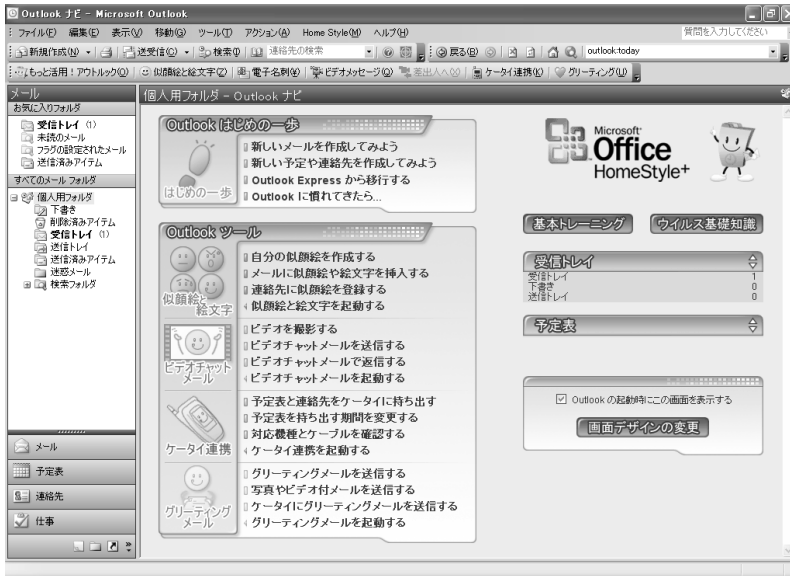 Outlook ナビ - Microsoft Outlook
ファイル(F) 編集(E) 表示(V) 移動(G) ツール(T) アクション(A) Home Style(M) ヘルプ(H)
質問を入力してください
新規作成(N) 送受信(C) 検索(I) 連絡先の検索 戻る(B) outlook:today
もっと活用!アウトルック(O) 似顔絵と絵文字(Z) 電子名刺(V) ビデオメッセージ(Q) 差出人へ(X) ケータイ連携(K) グリーティング(U)
メール
お気に入りフォルダ
受信トレイ (1)
未読のメール
フラグの設定されたメール
送信済みアイテム
すべてのメール フォルダ
個人用フォルダ
下書き
削除済みアイテム
受信トレイ (1)
送信トレイ
送信済みアイテム
迷惑メール
検索フォルダ
メール
予定表
連絡先
仕事
個人用フォルダ - Outlook ナビ
Outlook はじめの一歩
はじめの一歩
新しいメールを作成してみよう
新しい予定や連絡先を作成してみよう
Outlook Express から移行する
Outlook に慣れてきたら...
Outlook ツール
似顔絵と
絵文字
自分の似顔絵を作成する
メールに似顔絵や絵文字を挿入する
連絡先に似顔絵を登録する
似顔絵と絵文字を起動する
ビデオチャット
メール
ビデオを撮影する
ビデオチャットメールを送信する
ビデオチャットメールで返信する
ビデオチャットメールを起動する
ケータイ連携
予定表と連絡先をケータイに持ち出す
予定表を持ち出す期間を変更する
対応機種とケーブルを確認する
ケータイ連携を起動する
グリーティング
メール
グリーティングメールを送信する
写真やビデオ付メールを送信する
ケータイにグリーティングメールを送信する
グリーティングメールを起動する
Microsoft
Office
HomeStyle+
基本トレーニング ウイルス基礎知識
受信トレイ
受信トレイ 1
下書き 0
送信トレイ 0
予定表
Outlook の起動時にこの画面を表示する
画面デザインの変更